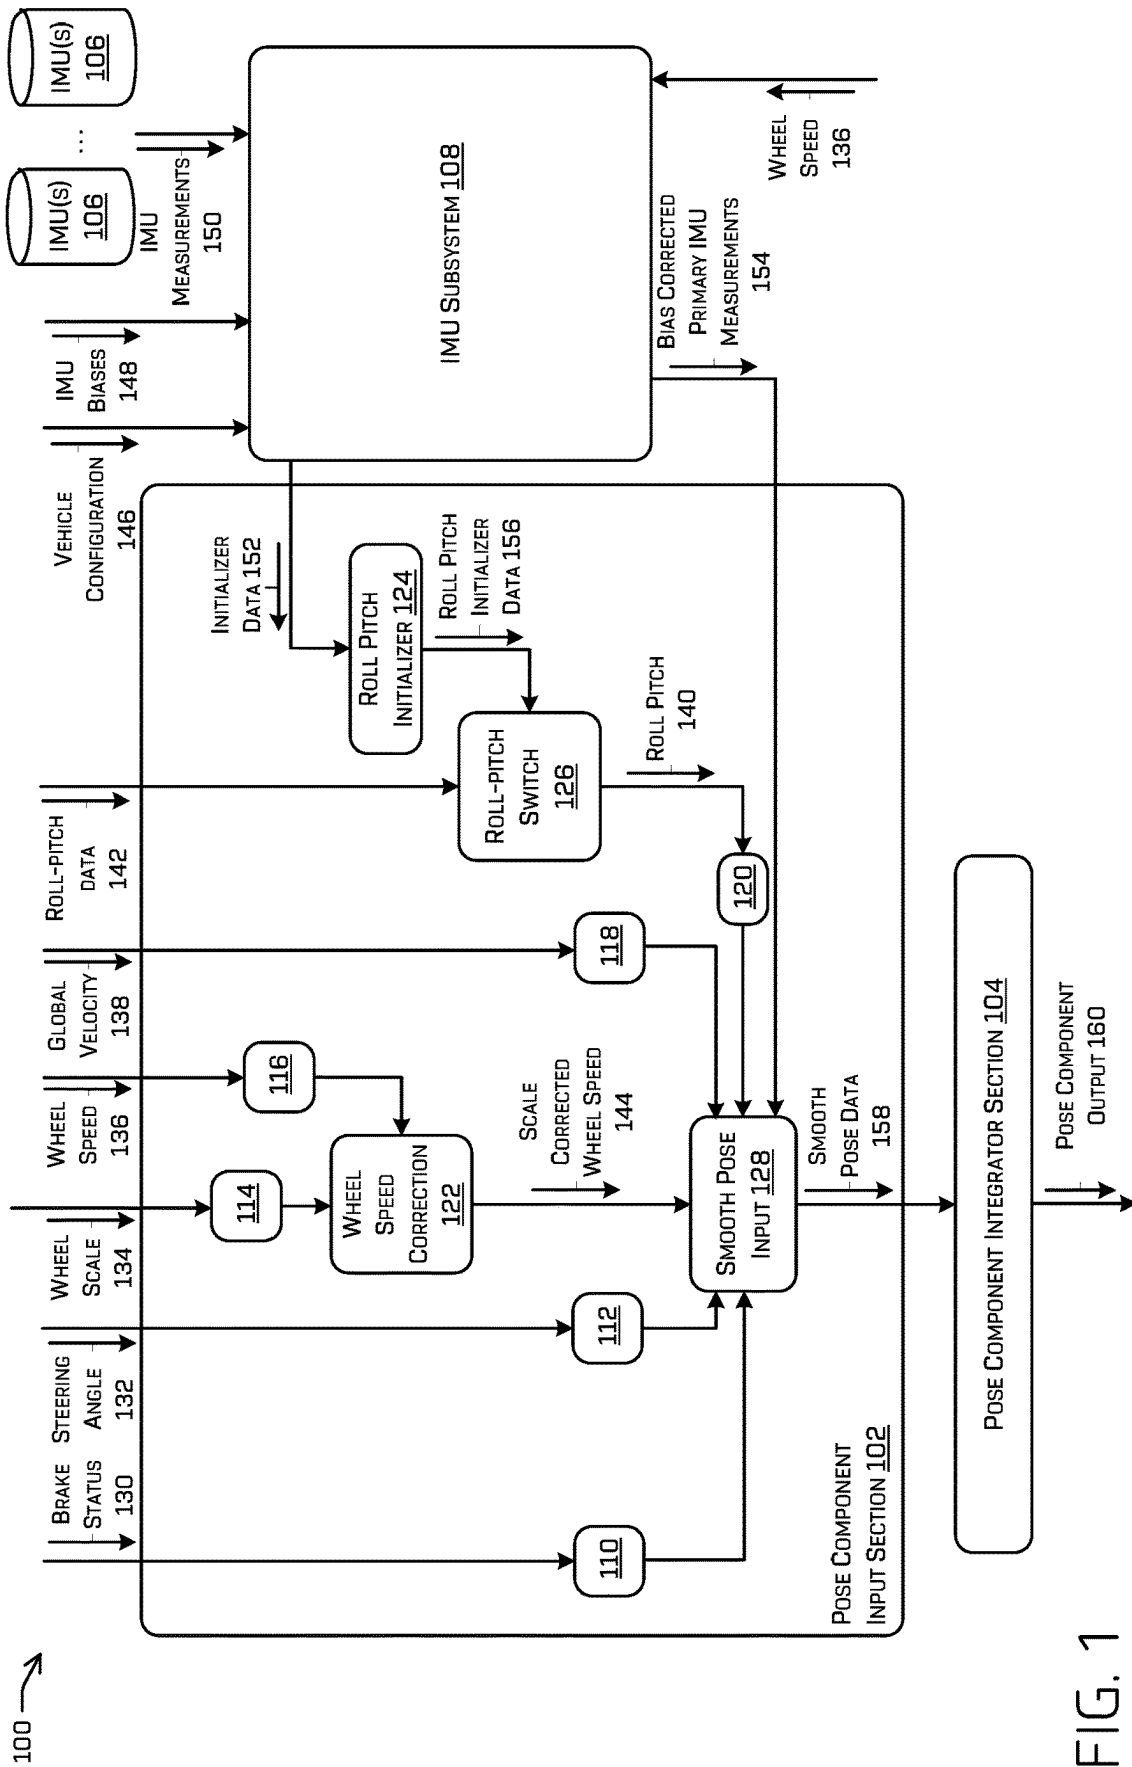 100
BRAKE
STATUS
130
STEERING
ANGLE
132
WHEEL
SCALE
134
WHEEL
SPEED
136
GLOBAL
VELOCITY
138
ROLL-PITCH
DATA
142
VEHICLE
CONFIGURATION
146
IMU
BIASES
148
IMU
MEASUREMENTS
150
IMU(S)
106
...
IMU(S)
106
INITIALIZER
DATA 152
114
116
WHEEL
SPEED
CORRECTION
122
ROLL PITCH
INITIALIZER 124
ROLL PITCH
INITIALIZER
DATA 156
ROLL-PITCH
SWITCH
126
IMU SUBSYSTEM 108
SCALE
CORRECTED
WHEEL SPEED
144
110
112
118
ROLL PITCH
140
120
BIAS CORRECTED
PRIMARY IMU
MEASUREMENTS
154
WHEEL
SPEED
136
SMOOTH POSE
INPUT 128
SMOOTH
POSE DATA
158
POSE COMPONENT
INPUT SECTION 102
POSE COMPONENT INTEGRATOR SECTION 104
POSE COMPONENT
OUTPUT 160
FIG. 1